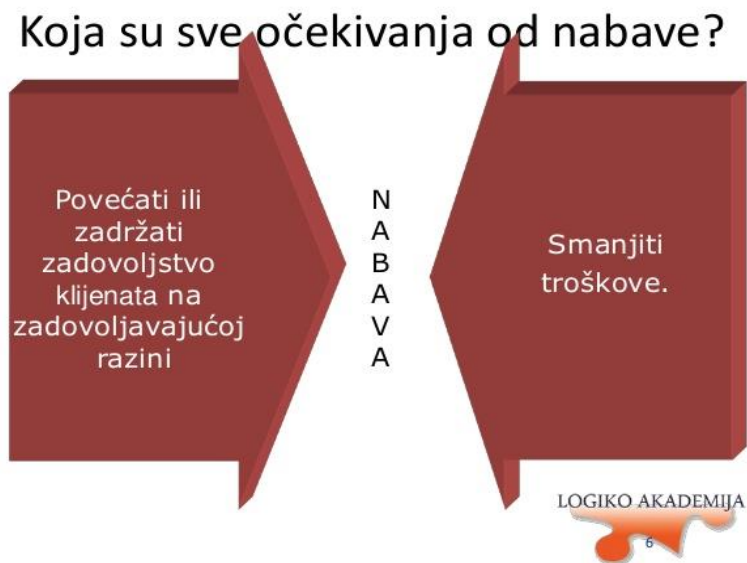 Koja su sve očekivanja od nabave?
Povećati ili
zadržati
zadovoljstvo
klijenata na
zadovoljavajućoj
razini
N
A
B
A
V
A
Smanjiti
troškove.
LOGIKO AKADEMIJA
6